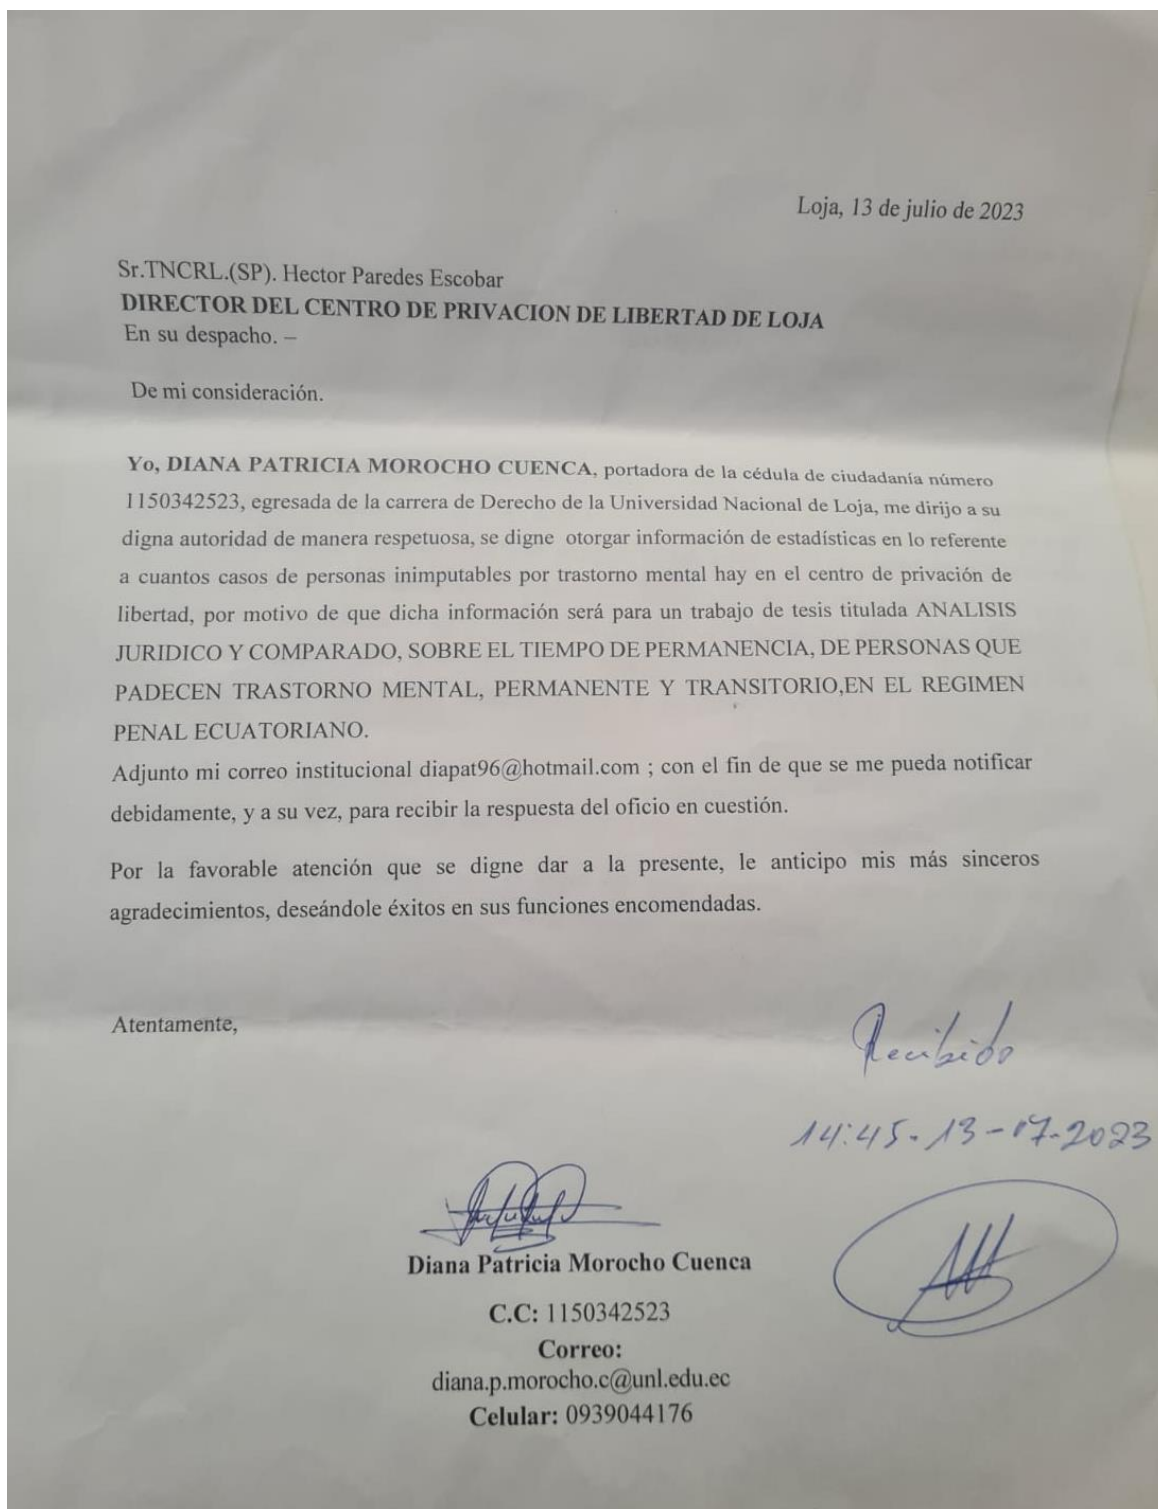 Loja, 13 de julio de 2023
Sr.TNCRL.(SP). Hector Paredes Escobar
DIRECTOR DEL CENTRO DE PRIVACION DE LIBERTAD DE LOJA
En su despacho. –
De mi consideración.
Yo, DIANA PATRICIA MOROCHO CUENCA, portadora de la cédula de ciudadanía número
1150342523, egresada de la carrera de Derecho de la Universidad Nacional de Loja, me dirijo a su
digna autoridad de manera respetuosa, se digne otorgar información de estadísticas en lo referente
a cuantos casos de personas inimputables por trastorno mental hay en el centro de privación de
libertad, por motivo de que dicha información será para un trabajo de tesis titulada ANALISIS
JURIDICO Y COMPARADO, SOBRE EL TIEMPO DE PERMANENCIA, DE PERSONAS QUE
PADECEN TRASTORNO MENTAL, PERMANENTE Y TRANSITORIO,EN EL REGIMEN
PENAL ECUATORIANO.
Adjunto mi correo institucional diapat96@hotmail.com ; con el fin de que se me pueda notificar
debidamente, y a su vez, para recibir la respuesta del oficio en cuestión.
Por la favorable atención que se digne dar a la presente, le anticipo mis más sinceros
agradecimientos, deseándole éxitos en sus funciones encomendadas.
Atentamente,
Recibido
14:45. 13-07-2023
Diana Patricia Morocho Cuenca
C.C: 1150342523
Correo:
diana.p.morocho.c@unl.edu.ec
Celular: 0939044176